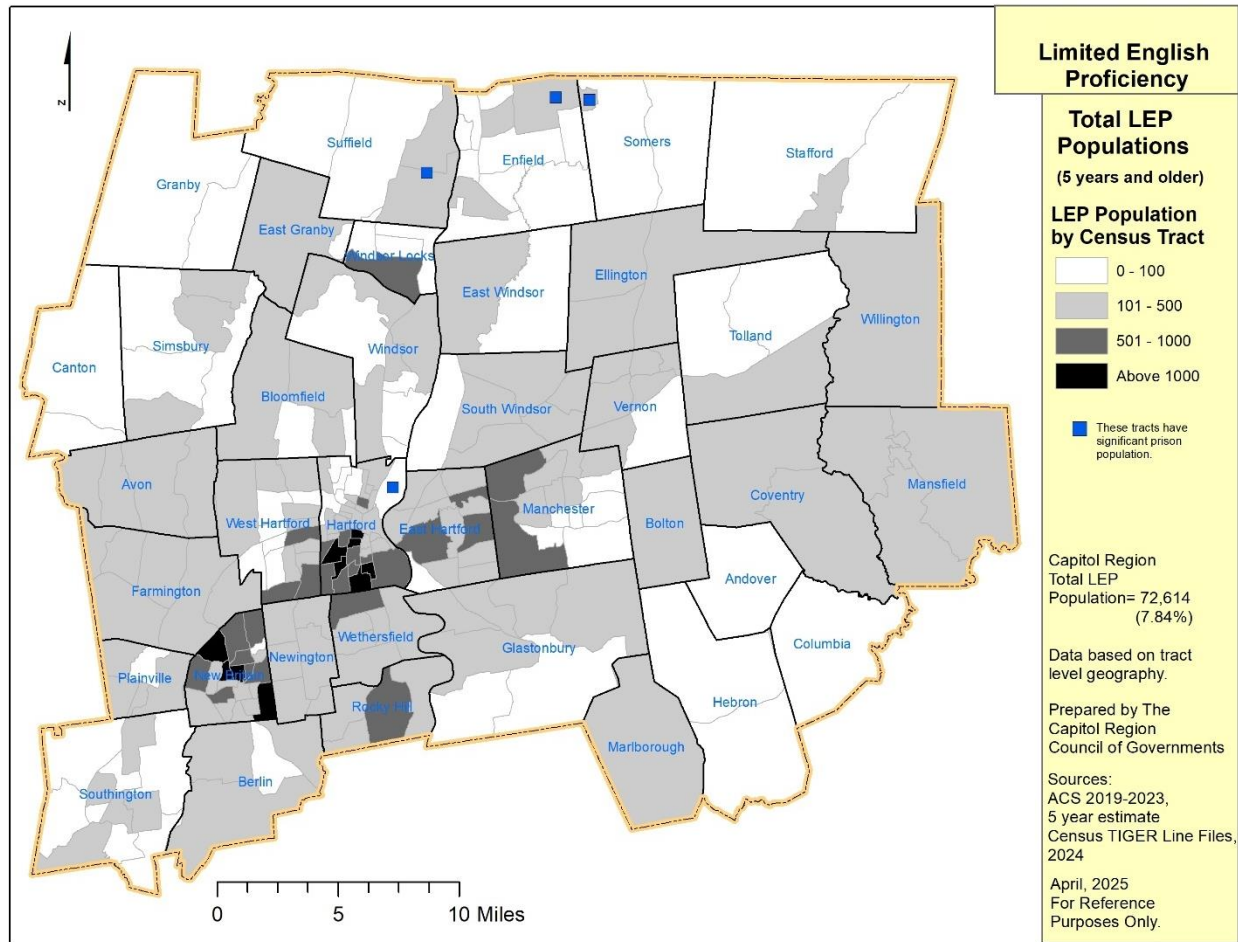 Limited English
Proficiency
Total LEP
Populations
(5 years and older)
LEP Population
by Census Tract
0 - 100
101 - 500
501 - 1000
Above 1000
These tracts have
significant prison
population.
Capitol Region
Total LEP
Population= 72,614
(7.84%)
Data based on tract
level geography.
Prepared by The
Capitol Region
Council of Governments
Sources:
ACS 2019-2023,
5 year estimate
Census TIGER Line Files,
2024
April, 2025
For Reference
Purposes Only.
N
Suffield
Enfield
Somers
Stafford
Granby
East Granby
Windsor Locks
East Windsor
Ellington
Willington
Tolland
Canton
Simsbury
Windsor
Bloomfield
South Windsor
Vernon
Avon
West Hartford
Hartford
East Hartford
Manchester
Bolton
Coventry
Mansfield
Farmington
Andover
Columbia
Wethersfield
Newington
Glastonbury
Plainville
New Britain
Rocky Hill
Hebron
Marlborough
Southington
Berlin
0 5 10 Miles